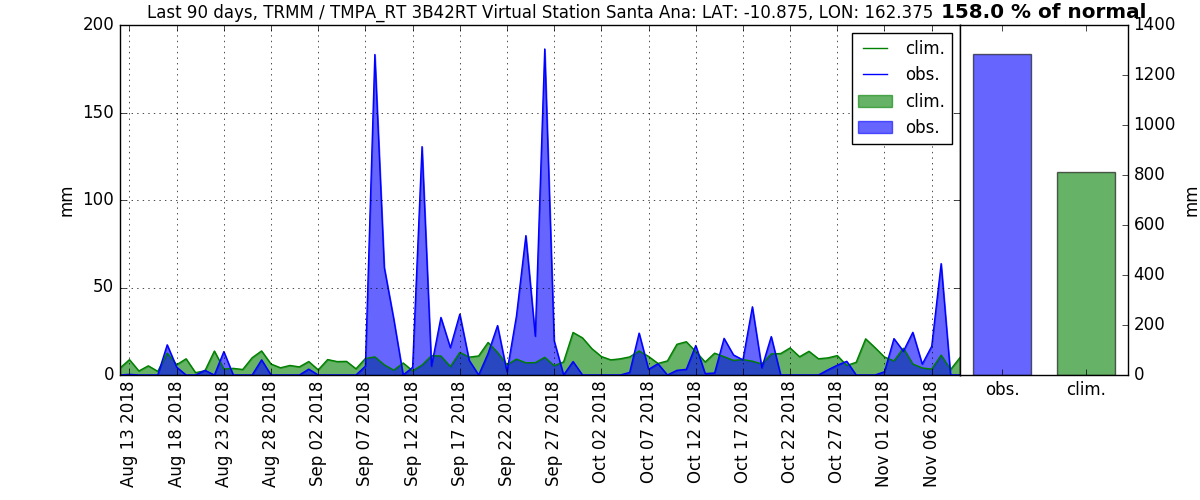 Last 90 days, TRMM / TMPA_RT 3B42RT Virtual Station Santa Ana: LAT: -10.875, LON: 162.375 158.0 % of normal
200
150
100
50
0
mm
clim.
obs.
clim.
obs.
1400
1200
1000
800
600
400
200
0
mm
obs.
clim.
Aug 13 2018
Aug 18 2018
Aug 23 2018
Aug 28 2018
Sep 02 2018
Sep 07 2018
Sep 12 2018
Sep 17 2018
Sep 22 2018
Sep 27 2018
Oct 02 2018
Oct 07 2018
Oct 12 2018
Oct 17 2018
Oct 22 2018
Oct 27 2018
Nov 01 2018
Nov 06 2018